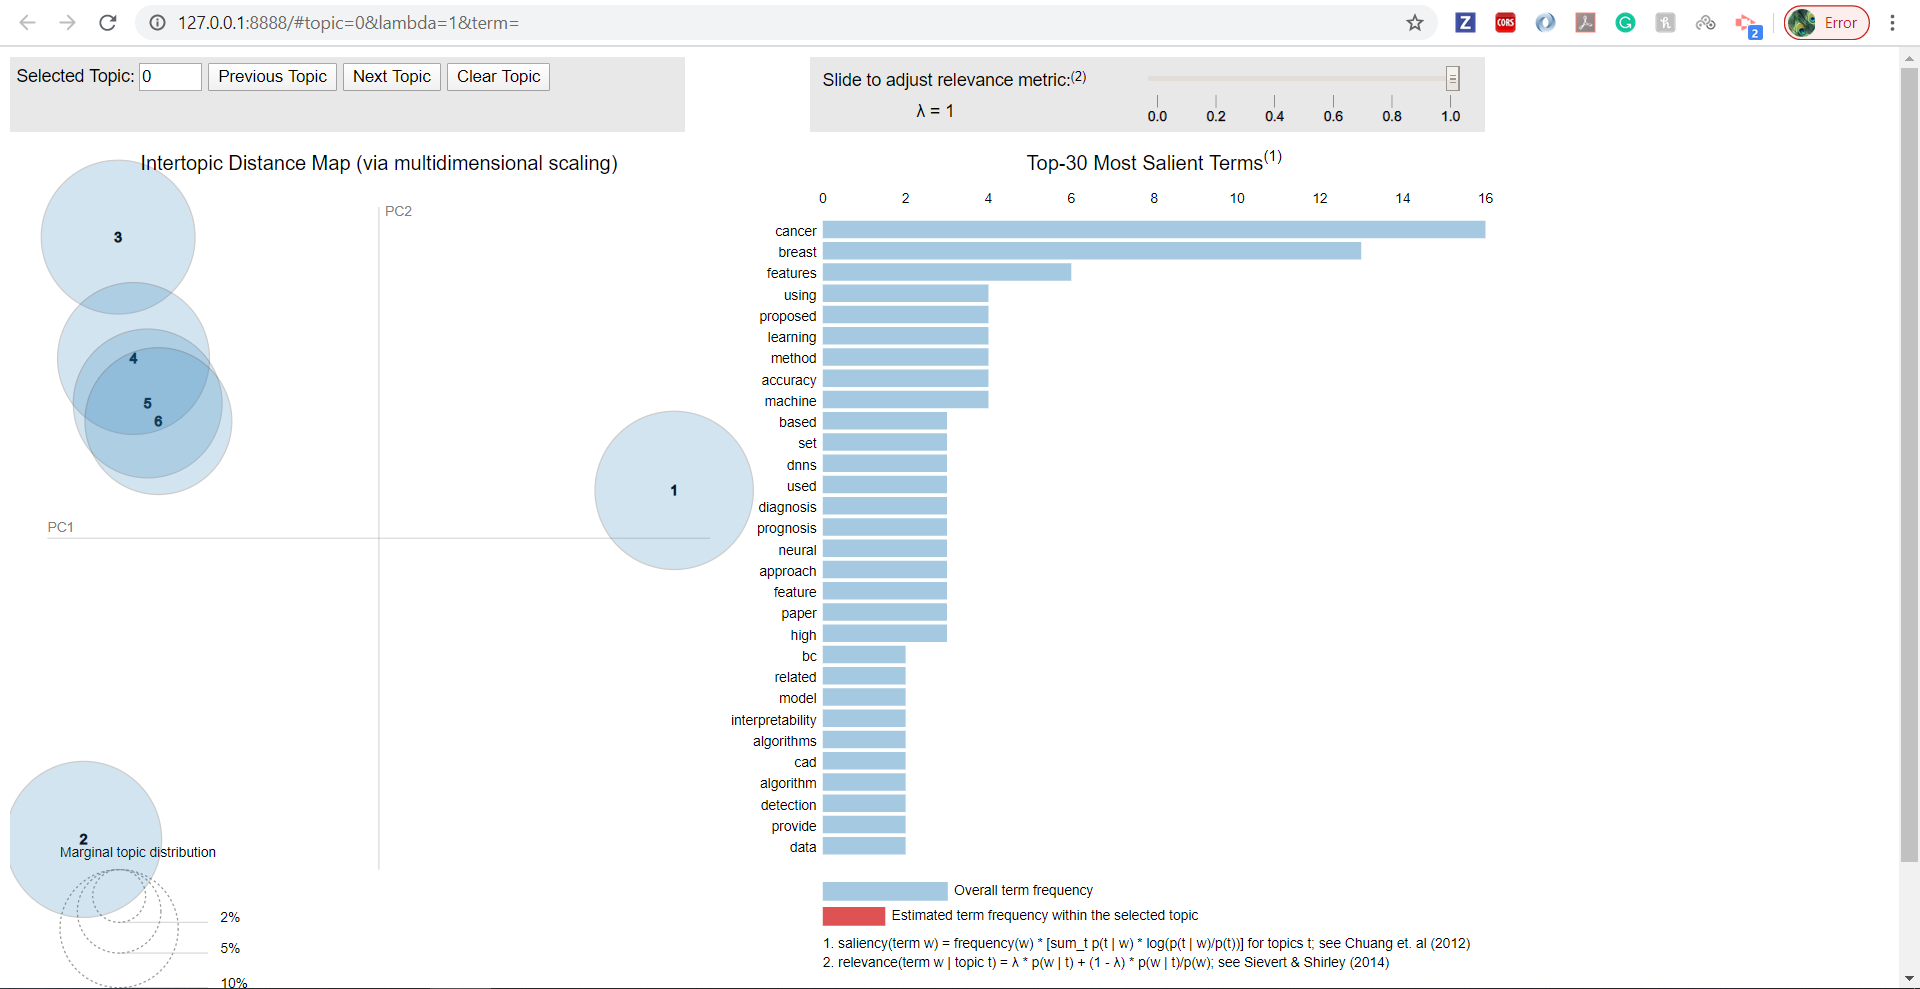 127.0.0.1:8888/#topic=0&lambda=1&term=
Z
CORS
G
2
Error
Selected Topic: 0 Previous Topic Next Topic Clear Topic
Slide to adjust relevance metric:(2)
λ = 1
0.0 0.2 0.4 0.6 0.8 1.0
Intertopic Distance Map (via multidimensional scaling)
PC2
3
4
5
6
1
PC1
2
Marginal topic distribution
2%
5%
10%
Top-30 Most Salient Terms(1)
0 2 4 6 8 10 12 14 16
cancer
breast
features
using
proposed
learning
method
accuracy
machine
based
set
dnns
used
diagnosis
prognosis
neural
approach
feature
paper
high
bc
related
model
interpretability
algorithms
cad
algorithm
detection
provide
data
Overall term frequency
Estimated term frequency within the selected topic
1. saliency(term w) = frequency(w) * [sum_t p(t | w) * log(p(t | w)/p(t))] for topics t; see Chuang et. al (2012)
2. relevance(term w | topic t) = λ * p(w | t) + (1 - λ) * p(w | t)/p(w); see Sievert & Shirley (2014)